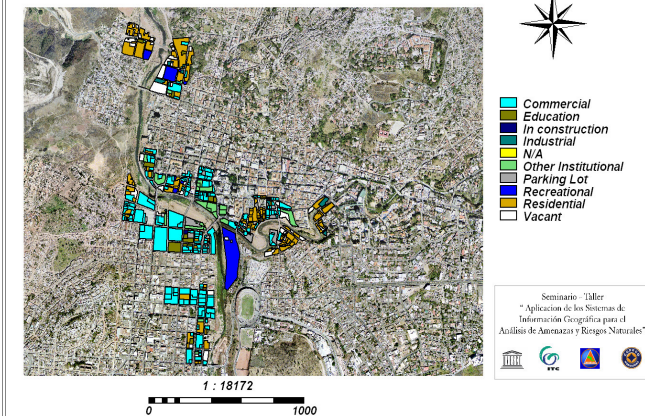 Commercial
Education
In construction
Industrial
N/A
Other Institutional
Parking Lot
Recreational
Residential
Vacant
Seminario - Taller
" Aplicacion de los Sistemas de
Información Geográfica para el
Análisis de Amenazas y Riesgos Naturales"
ITC
1 : 18172
0 1000